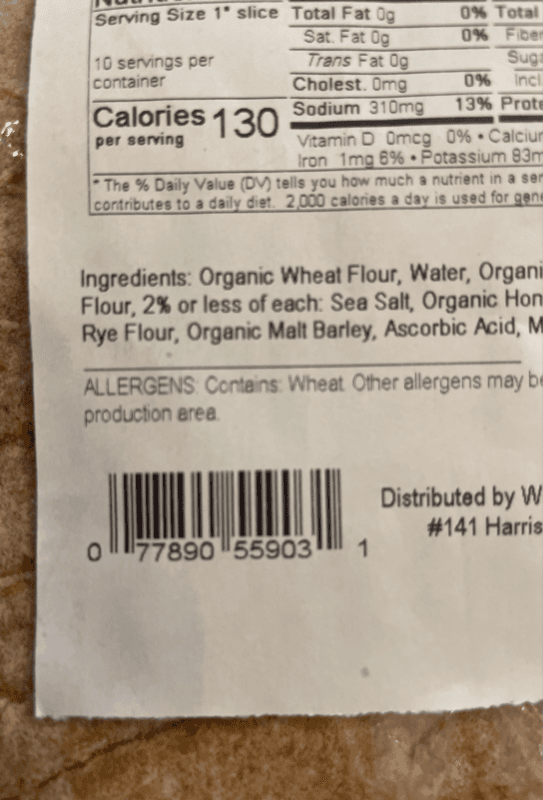 Serving Size 1* slice
10 servings per
container
Calories 130
per serving
Total Fat 0g 0% Total
Sat. Fat 0g 0% Fiber
Trans Fat 0g
Cholest. 0mg 0%
Sodium 310mg 13%
Vitamin D 0mcg 0% •
Iron 1mg 6% • Potassium
* The % Daily Value (DV) tells you how much a nutrient in a
contributes to a daily diet. 2,000 calories a day is used for
Ingredients: Organic Wheat Flour, Water,
Flour, 2% or less of each: Sea Salt, Organic
Rye Flour, Organic Malt Barley, Ascorbic Acid,
ALLERGENS: Contains: Wheat. Other allergens may
production area.
Distributed by
#141
0 77890 55903 1